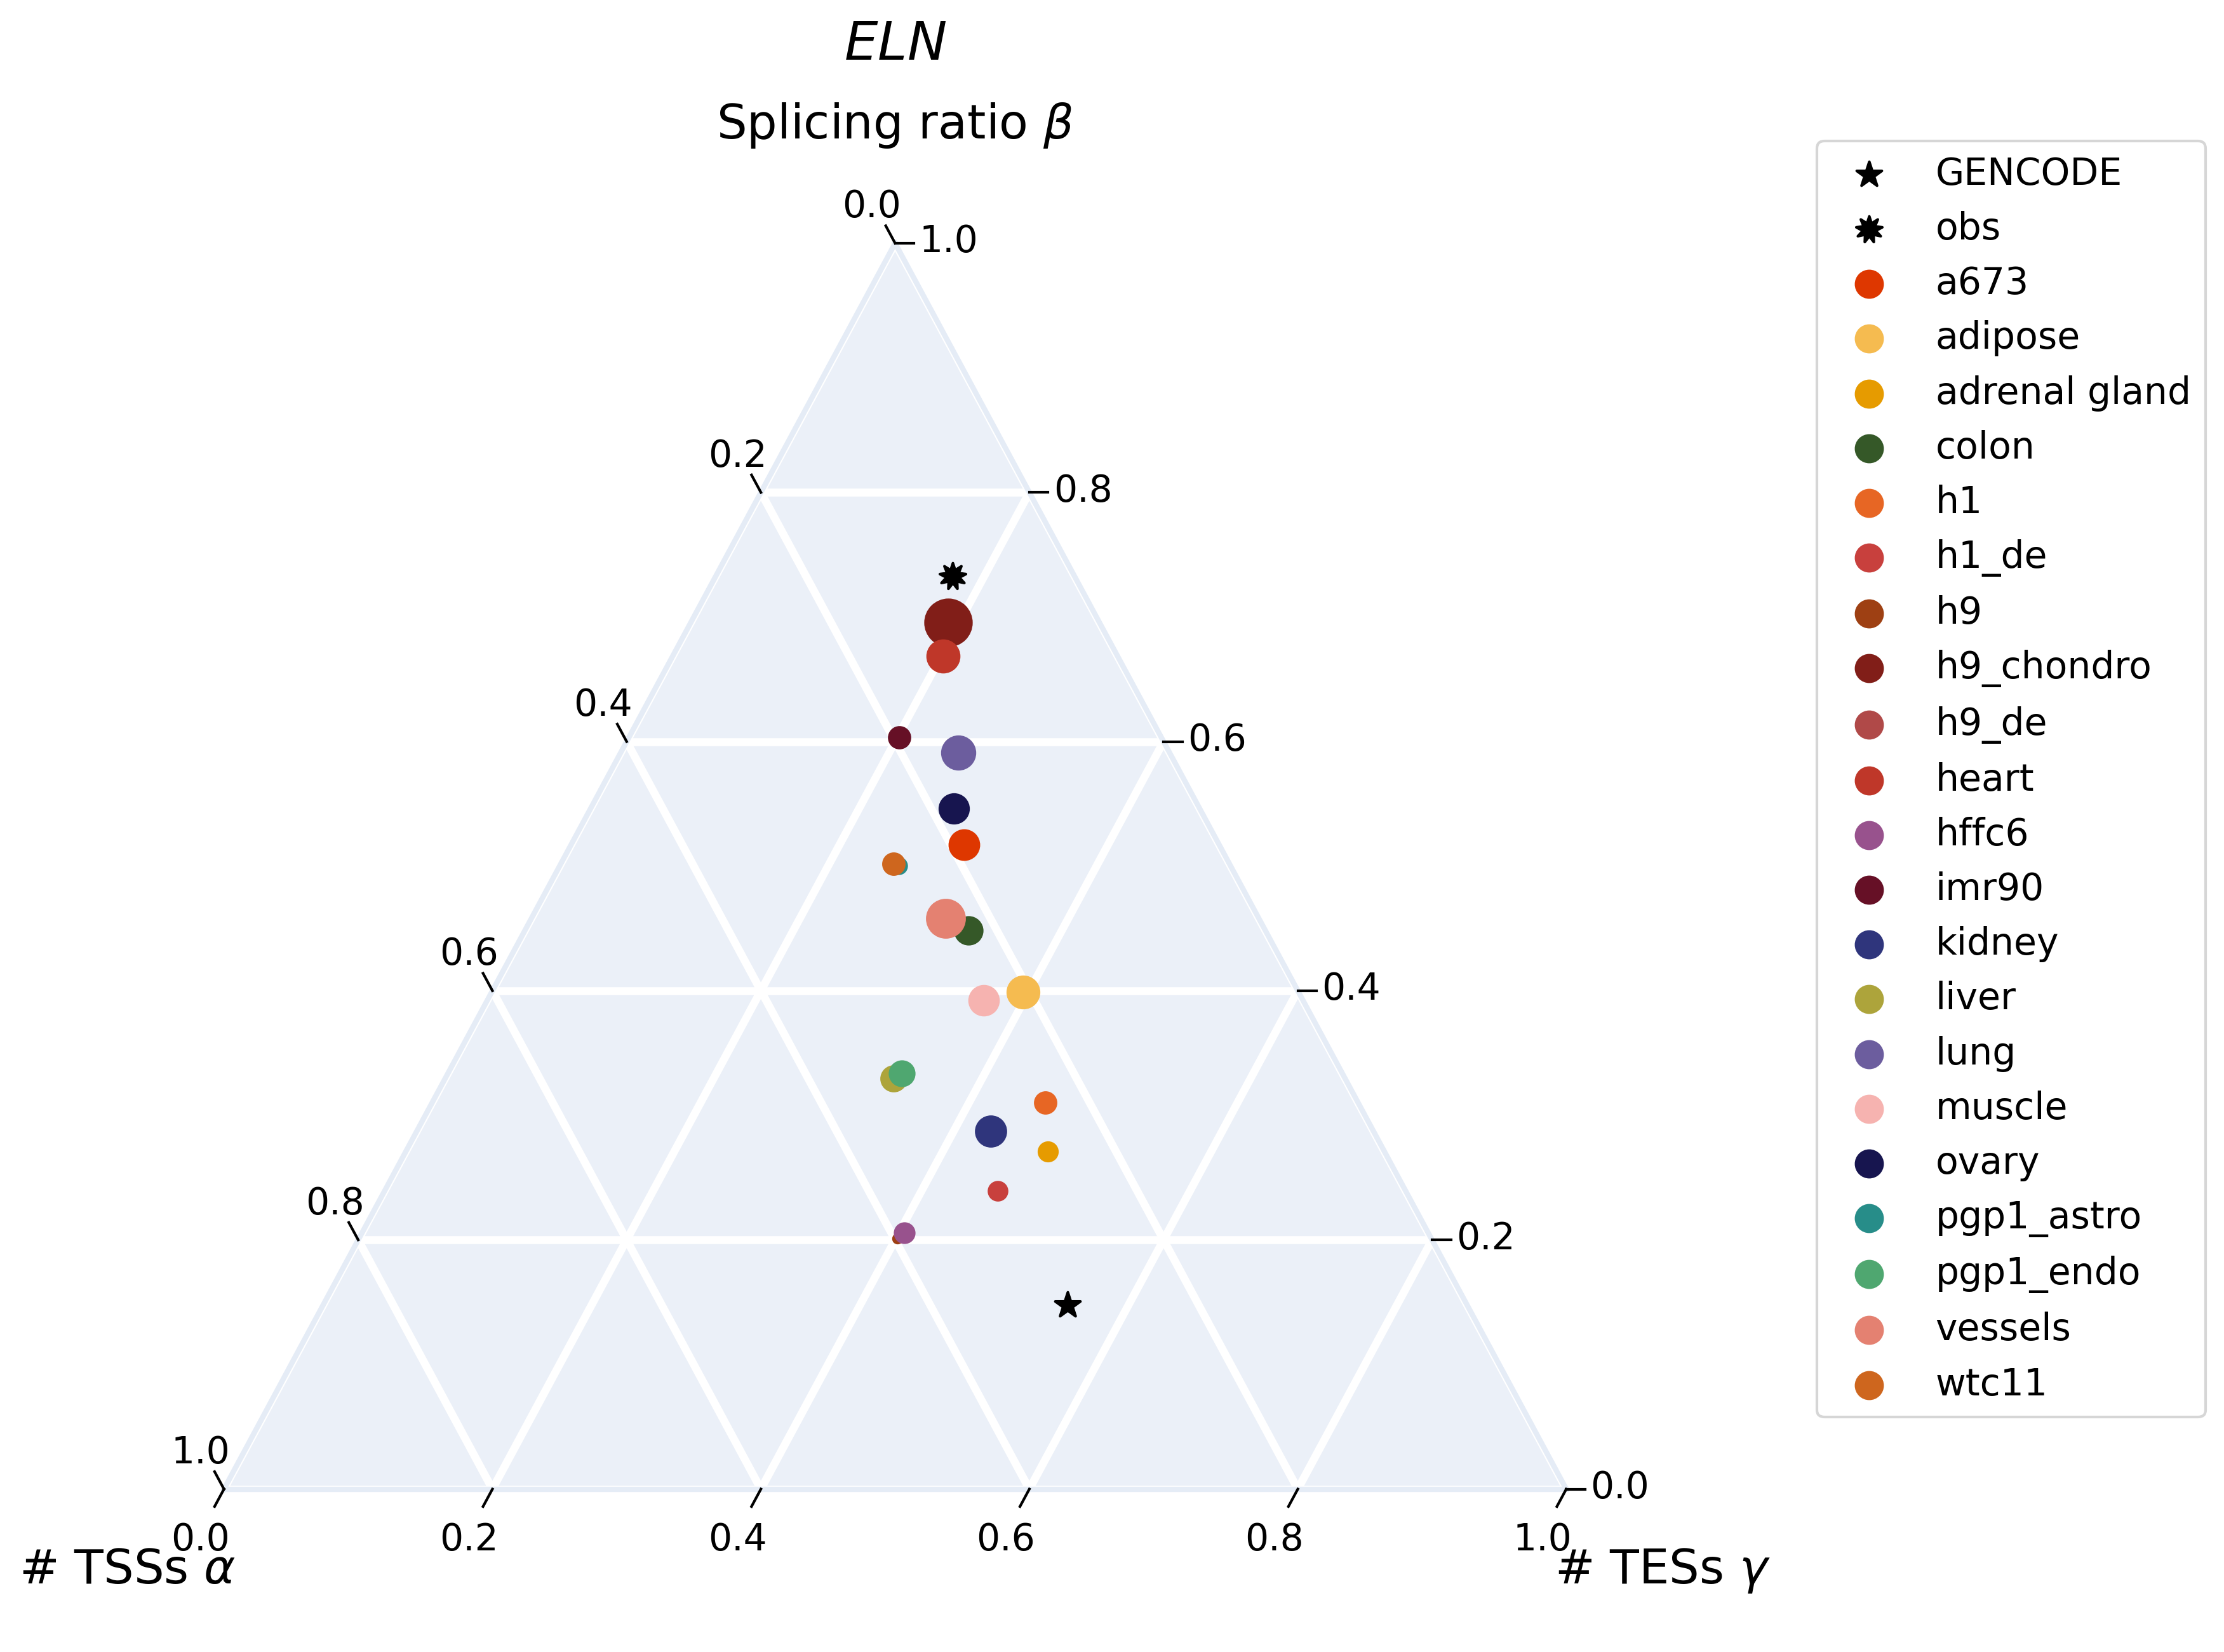 ELN
Splicing ratio β
0.0
1.0
0.2
0.8
0.4
0.6
0.6
0.4
0.8
0.2
1.0
0.0
0.0
0.2
0.4
0.6
0.8
1.0
# TSSs α
# TESs γ
GENCODE
obs
a673
adipose
adrenal gland
colon
h1
h1_de
h9
h9_chondro
h9_de
heart
hffc6
imr90
kidney
liver
lung
muscle
ovary
pgp1_astro
pgp1_endo
vessels
wtc11